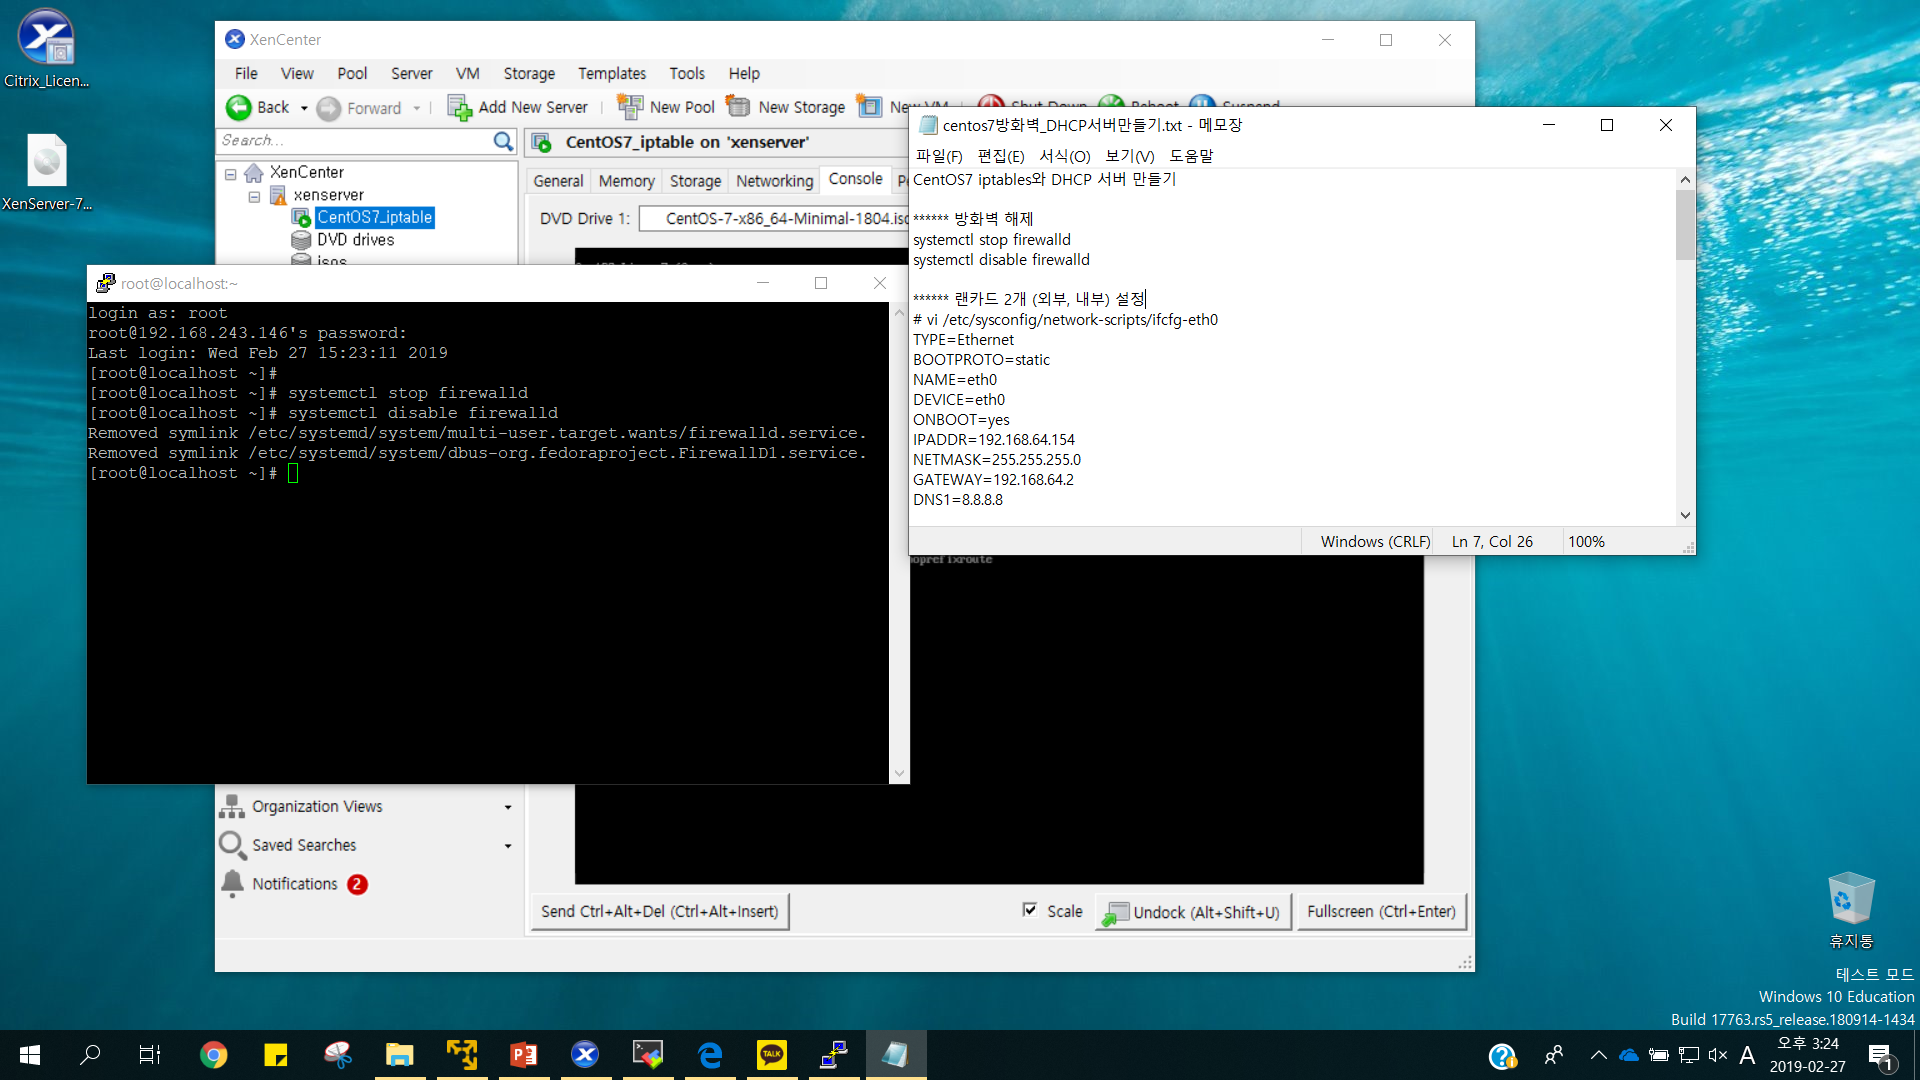 Citrix_Licen...
XenServer-7...
XenCenter
File View Pool Server VM Storage Templates Tools Help
Back Forward Add New Server New Pool New Storage New VM Shut Down Reboot Suspend
Search...
XenCenter
xenserver
CentOS7_iptable
DVD drives
isos
CentOS7_iptable on 'xenserver'
General Memory Storage Networking Console
DVD Drive 1: CentOS-7-x86_64-Minimal-1804.iso
root@localhost:~
login as: root
root@192.168.243.146's password:
Last login: Wed Feb 27 15:23:11 2019
[root@localhost ~]#
[root@localhost ~]# systemctl stop firewalld
[root@localhost ~]# systemctl disable firewalld
Removed symlink /etc/systemd/system/multi-user.target.wants/firewalld.service.
Removed symlink /etc/systemd/system/dbus-org.fedoraproject.FirewallD1.service.
[root@localhost ~]#
centos7방화벽_DHCP서버만들기.txt - 메모장
파일(F) 편집(E) 서식(O) 보기(V) 도움말
CentOS7 iptables와 DHCP 서버 만들기
****** 방화벽 해제
systemctl stop firewalld
systemctl disable firewalld
****** 랜카드 2개 (외부, 내부) 설정
# vi /etc/sysconfig/network-scripts/ifcfg-eth0
TYPE=Ethernet
BOOTPROTO=static
NAME=eth0
DEVICE=eth0
ONBOOT=yes
IPADDR=192.168.64.154
NETMASK=255.255.255.0
GATEWAY=192.168.64.2
DNS1=8.8.8.8
Windows (CRLF) Ln 7, Col 26 100%
noprefixroute
Organization Views
Saved Searches
Notifications 2
Send Ctrl+Alt+Del (Ctrl+Alt+Insert) Scale Undock (Alt+Shift+U) Fullscreen (Ctrl+Enter)
휴지통
테스트 모드
Windows 10 Education
Build 17763.rs5_release.180914-1434
TALK
A
오후 3:24
2019-02-27
1